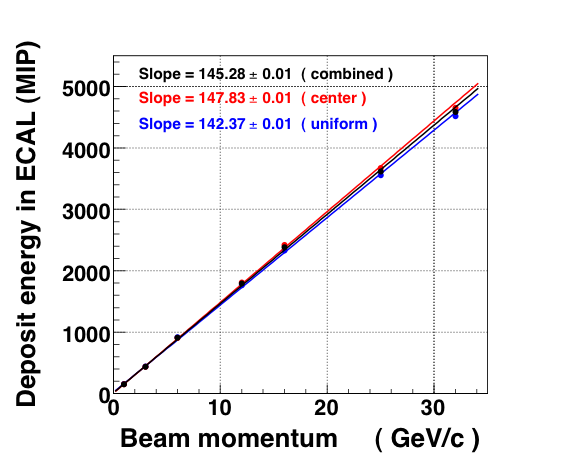 Slope = 145.28 ± 0.01 ( combined )
Slope = 147.83 ± 0.01 ( center )
Slope = 142.37 ± 0.01 ( uniform )
Deposit energy in ECAL (MIP)
5000
4000
3000
2000
1000
0
0 10 20 30
Beam momentum ( GeV/c )